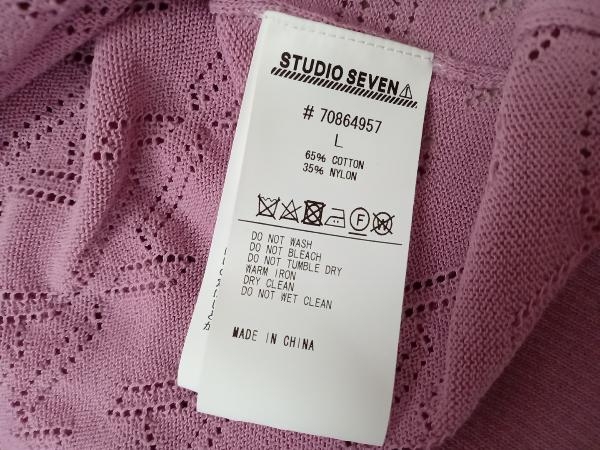 STUDIO SEVEN
# 70864957
L
65% COTTON
35% NYLON
F
W
DO NOT WASH
DO NOT BLEACH
DO NOT TUMBLE DRY
WARM IRON
DRY CLEAN
DO NOT WET CLEAN
MADE IN CHINA